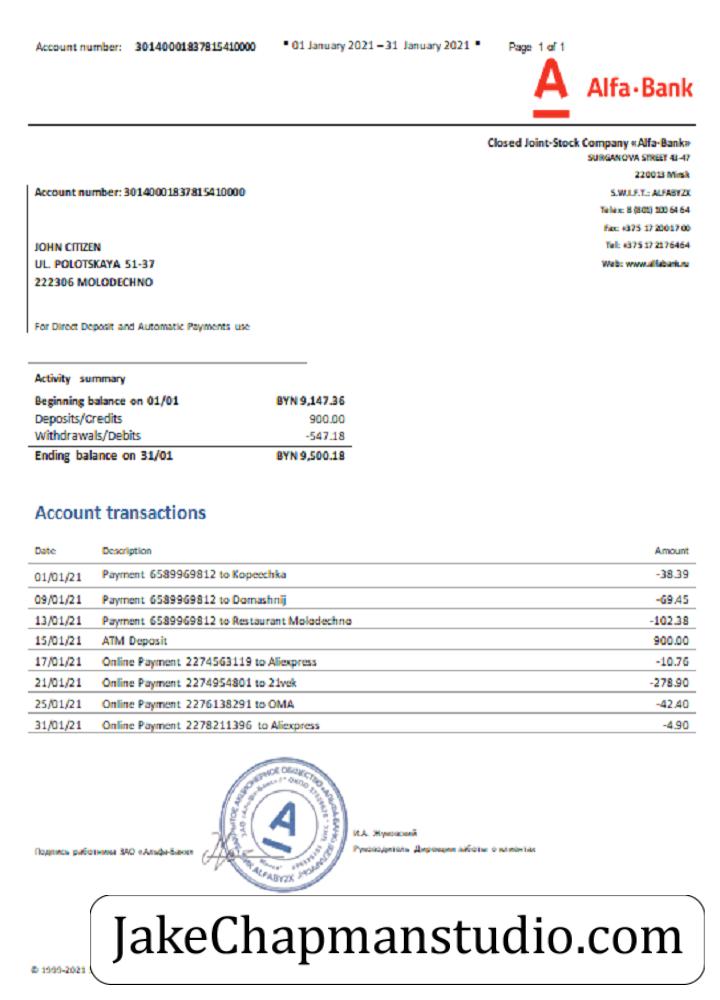 Account number: 30140001837815410000 ▪ 01 January 2021 – 31 January 2021 ▪ Page 1 of 1
Alfa·Bank
Closed Joint-Stock Company «Alfa-Bank»
SURGANOVA STREET 43-47
220013 Minsk
Account number: 30140001837815410000
S.W.I.F.T.: ALFABY2X
Telex: 8 (801) 100 64 64
Fax: +375 17 2001700
JOHN CITIZEN
Tel: +375 17 2176464
UL. POLOTSKAYA 51-37
Web: www.alfabank.ru
222306 MOLODECHNO
For Direct Deposit and Automatic Payments use
Activity summary
Beginning balance on 01/01 BYN 9,147.36
Deposits/Credits 900.00
Withdrawals/Debits -547.18
Ending balance on 31/01 BYN 9,500.18
Account transactions
Date Description Amount
01/01/21 Payment 6589969812 to Kopeechka -38.39
09/01/21 Payment 6589969812 to Domashnij -69.45
13/01/21 Payment 6589969812 to Restaurant Molodechno -102.38
15/01/21 ATM Deposit 900.00
17/01/21 Online Payment 2274563119 to Aliexpress -10.76
21/01/21 Online Payment 2274954801 to 21vek -278.90
25/01/21 Online Payment 2276138291 to OMA -42.40
31/01/21 Online Payment 2278211396 to Aliexpress -4.90
И.А. Жуковский
Подпись работника ЗАО «Альфа-Банк»
Руководитель Дирекции заботы о клиентах
ALFABY2X
JakeChapmanstudio.com
© 1999-2021